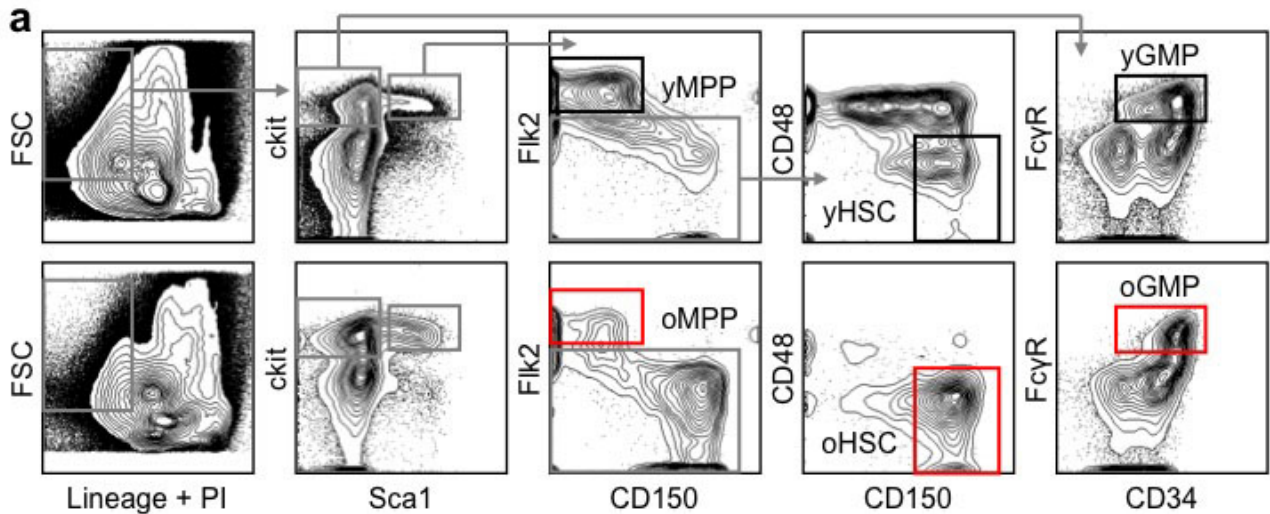 a
FSC
ckit
Flk2
yMPP
CD48
yHSC
FcγR
yGMP
FSC
ckit
Flk2
oMPP
CD48
oHSC
FcγR
oGMP
Lineage + PI
Sca1
CD150
CD150
CD34